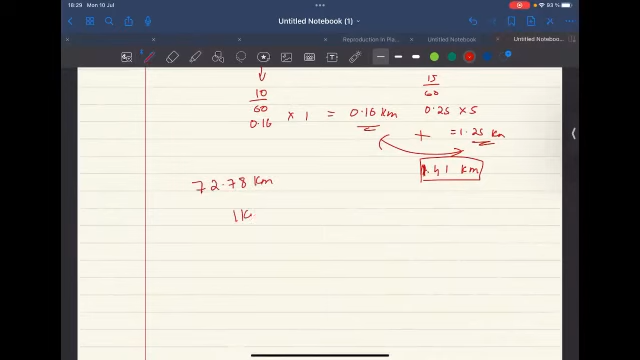 18:29 Mon 10 Jul
93 %
Untitled Notebook (1)
Reproduction in Pla
Untitled Notebook
Untitled Notebook...
10
60
0.16 × 1 = 0.16 km
15
60
0.25 × 5
+ = 1.25 km
1.41 km
72.78 km
1k